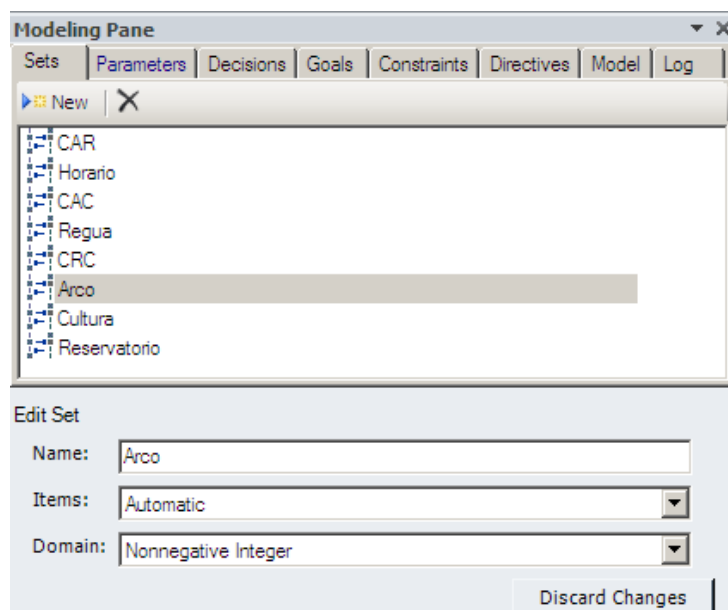 Modeling Pane
Sets Parameters Decisions Goals Constraints Directives Model Log
New
CAR
Horario
CAC
Regua
CRC
Arco
Cultura
Reservatorio
Edit Set
Name: Arco
Items: Automatic
Domain: Nonnegative Integer
Discard Changes